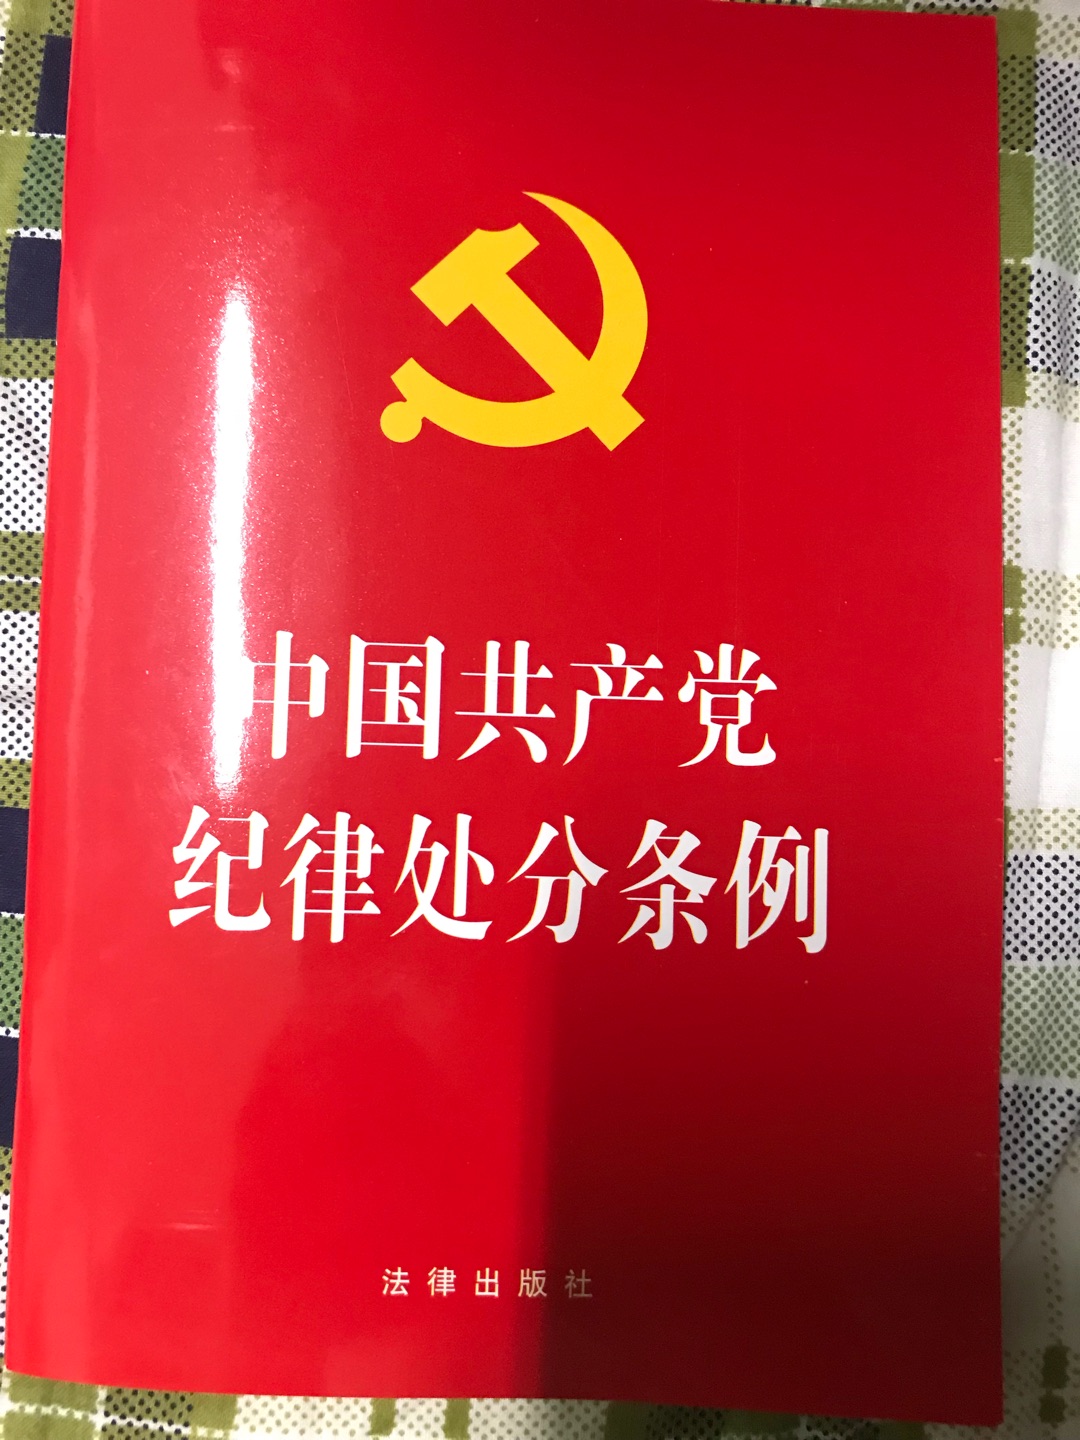 中国共产党
纪律处分条例
法律出版社